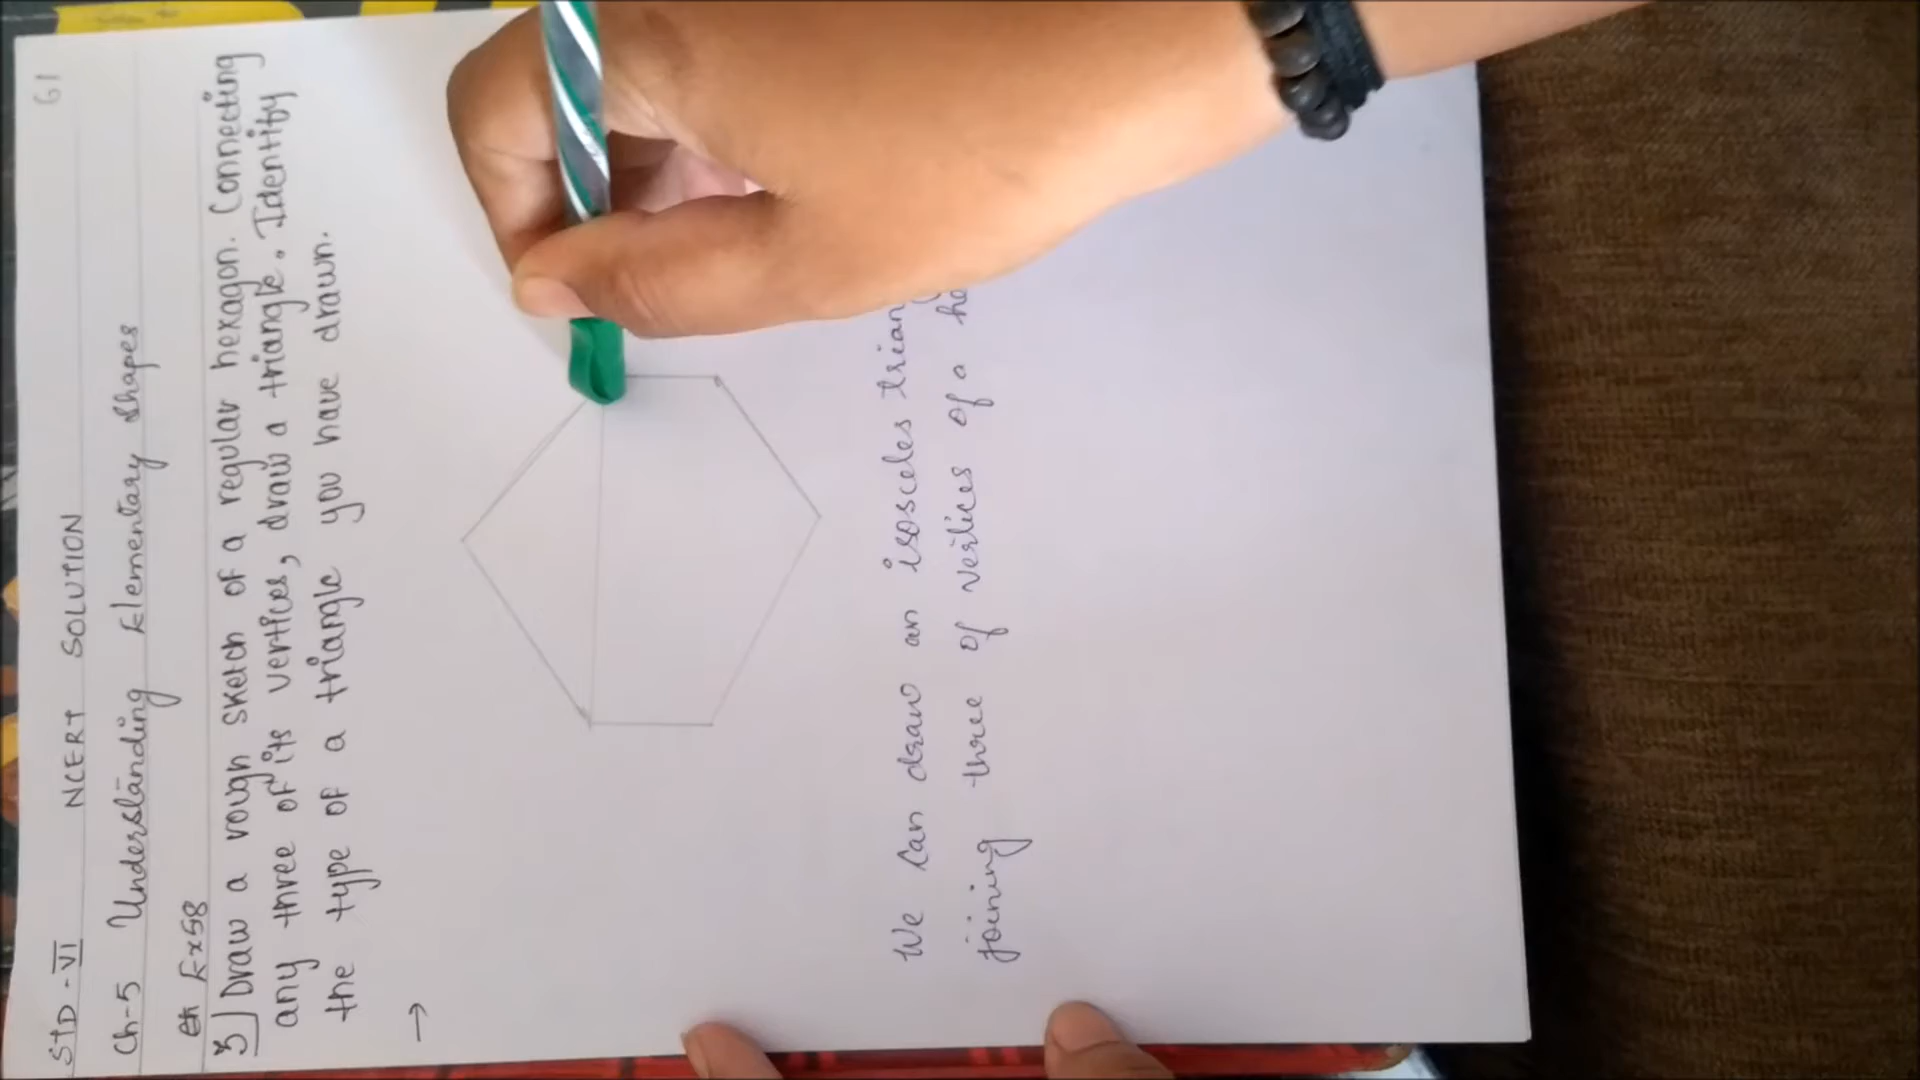 61
STD - VI NCERT SOLUTION
Ch-5 Understanding Elementary Shapes
Ex 5.8
3) Draw a rough sketch of a regular hexagon. Connecting
any three of its vertices, draw a triangle. Identity
the type of a triangle you have drawn.
→
We can draw an isosceles
joining three of vertices of a